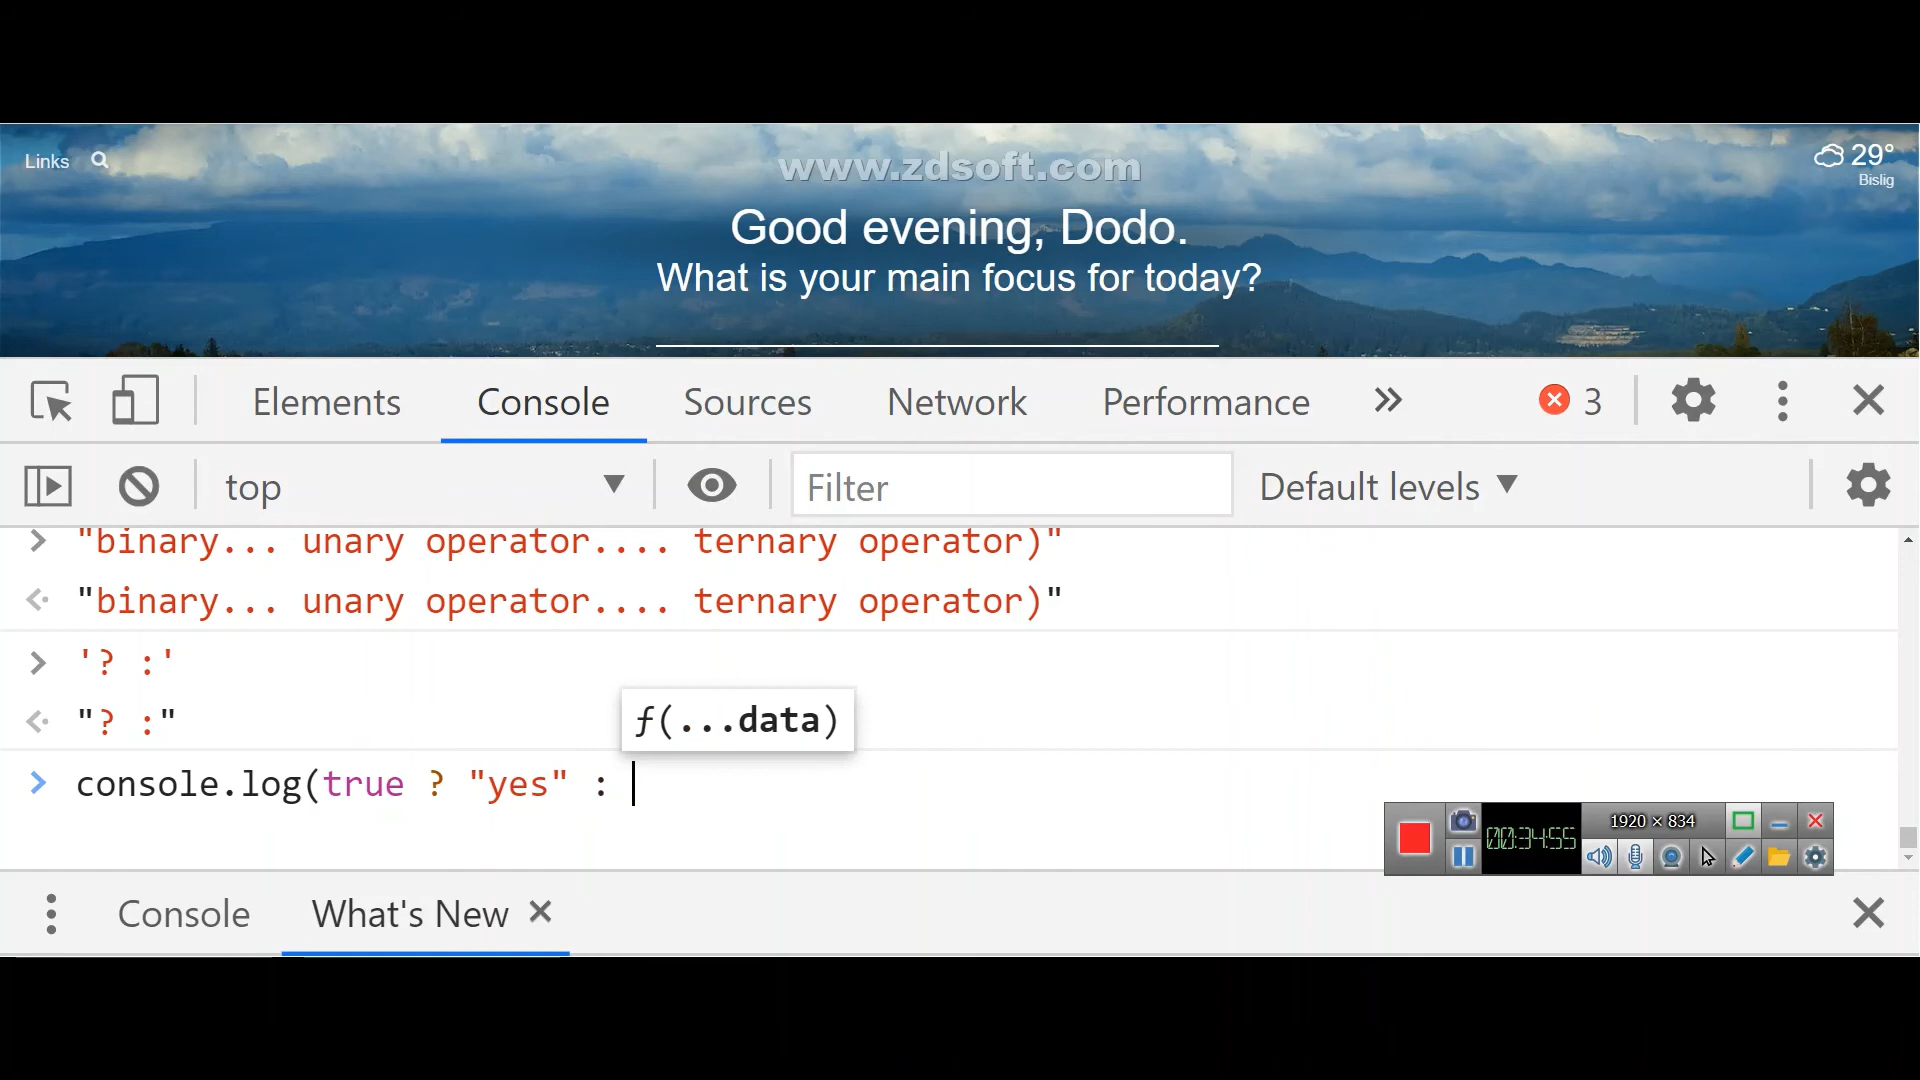 Links
www.zdsoft.com
29°
Bislig
Good evening, Dodo.
What is your main focus for today?
Elements Console Sources Network Performance » 3
top Filter Default levels
> "binary... unary operator.... ternary operator)"
"binary... unary operator.... ternary operator)"
> '? :'
"? :"
ƒ(...data)
> console.log(true ? "yes" :
1920 × 834
00:34:55
Console What's New